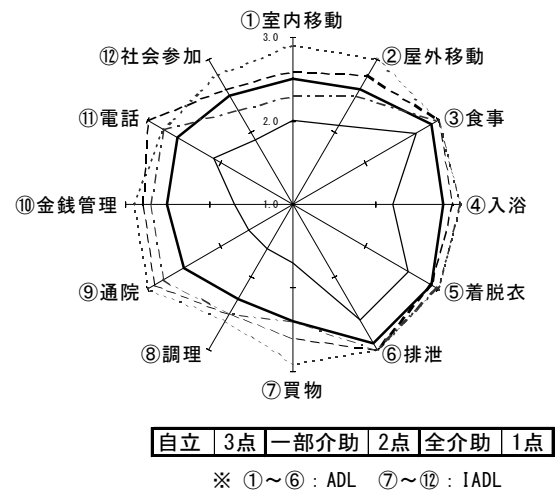 ①室内移動
3.0
②屋外移動
③食事
④入浴
⑤着脱衣
⑥排泄
⑦買物
⑧調理
⑨通院
⑩金銭管理
⑪電話
⑫社会参加
2.0
1.0
自立 3点 一部介助 2点 全介助 1点
※ ①～⑥：ADL ⑦～⑫：IADL